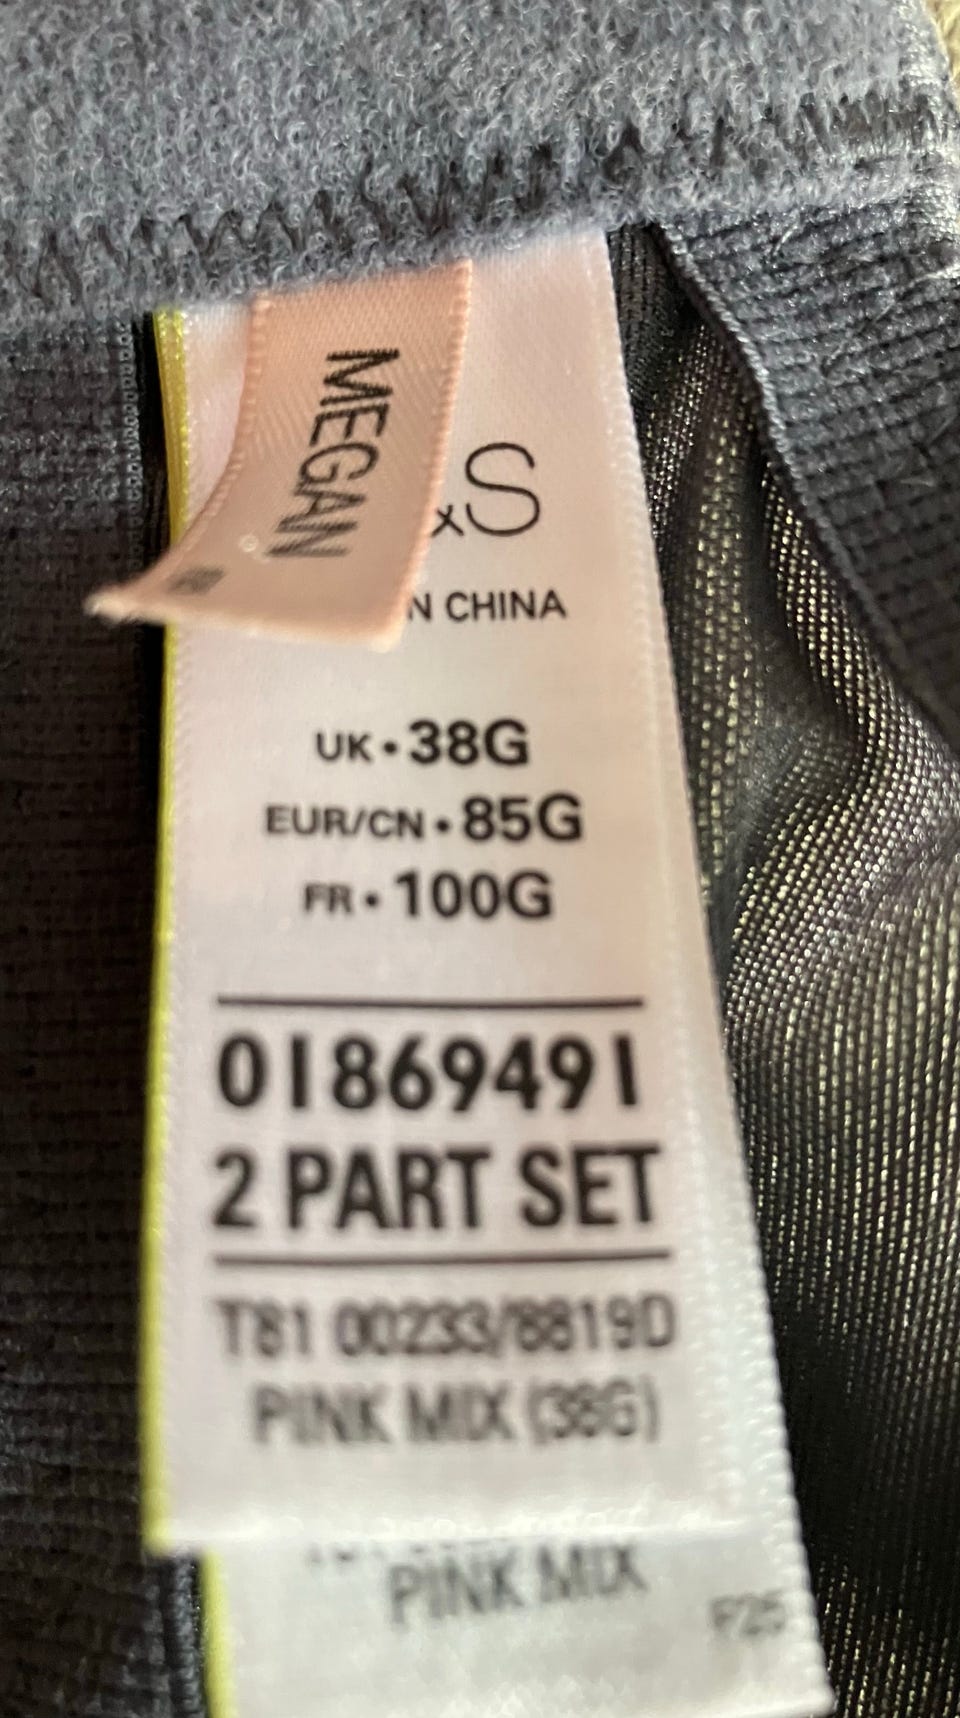 MEGAN
xS
N CHINA
UK • 38G
EUR/CN • 85G
FR • 100G
01869491
2 PART SET
T81 00233/8819D
PINK MIX (38G)
PINK MIX